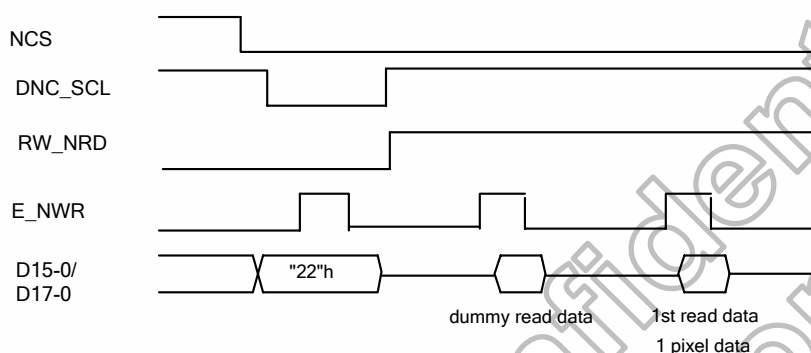 NCS
DNC_SCL
RW_NRD
E_NWR
D15-0/
D17-0
"22"h
dummy read data
1st read data
1 pixel data